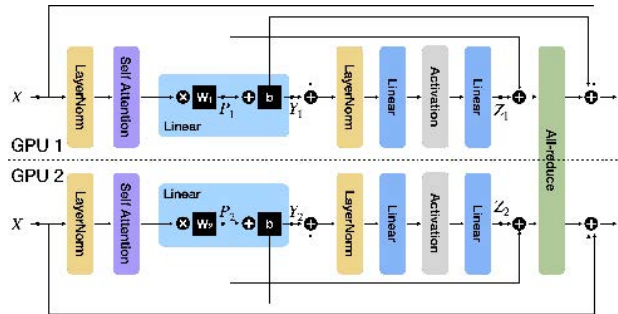 X
LayerNorm
Self Attention
W₁
P₁
b
Y₁
Linear
LayerNorm
Linear
Activation
Linear
Z₁
All-reduce
GPU 1
GPU 2
X
LayerNorm
Self Attention
Linear
W₂
P₂
b
Y₂
LayerNorm
Linear
Activation
Linear
Z₂